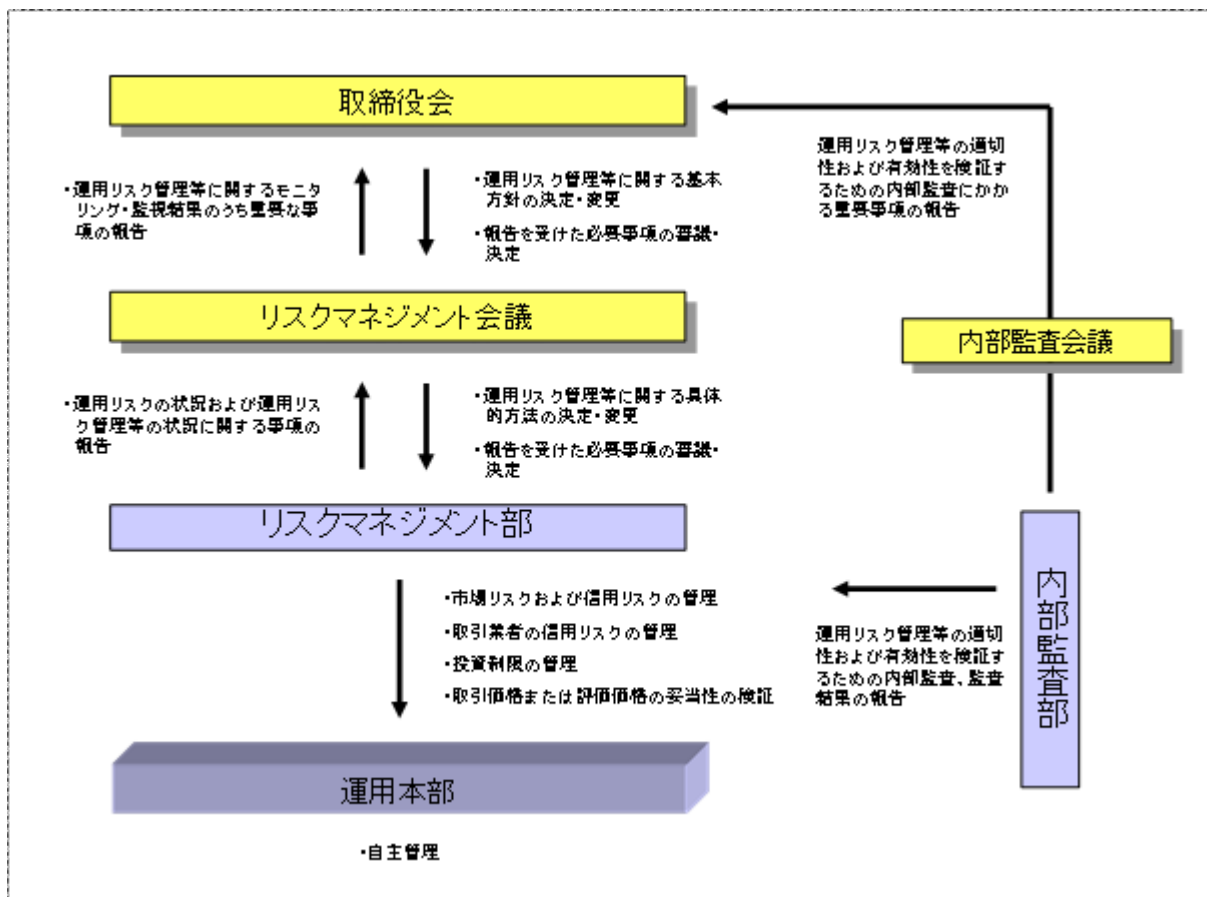 取締役会
・運用リスク管理等に関するモニ
タリング・監視結果のうち重要な事
項の報告
・運用リスク管理等に関する基本
方針の決定・変更
・報告を受けた必要事項の審議・
決定
運用リスク管理等の適切
性および有効性を検証す
るための内部監査にかか
る重要事項の報告
リスクマネジメント会議
内部監査会議
・運用リスクの状況および運用リス
ク管理等の状況に関する事項の
報告
・運用リスク管理等に関する具体
的方法の決定・変更
・報告を受けた必要事項の審議・
決定
リスクマネジメント部
・市場リスクおよび信用リスクの管理
・取引業者の信用リスクの管理
・投資制限の管理
・取引価格または評価価格の妥当性の検証
運用リスク管理等の適切
性および有効性を検証す
るための内部監査、監査
結果の報告
内部監査部
運用本部
・自主管理